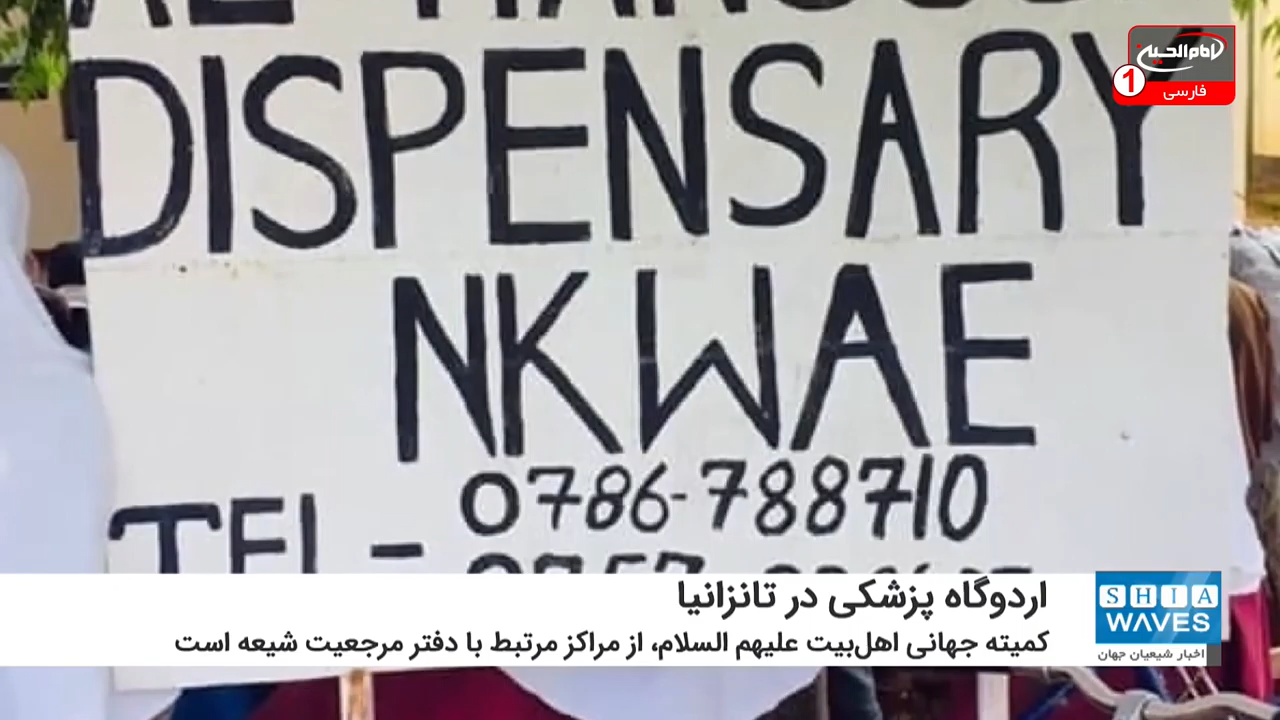 DISPENSARY
NKWAE
0786-788710
TEL -
امام الحسین
1
فارسی
اردوگاه پزشکی در تانزانیا
کمیته جهانی اهل‌بیت علیهم السلام، از مراکز مرتبط با دفتر مرجعیت شیعه است
SHIA
WAVES
اخبار شیعیان جهان